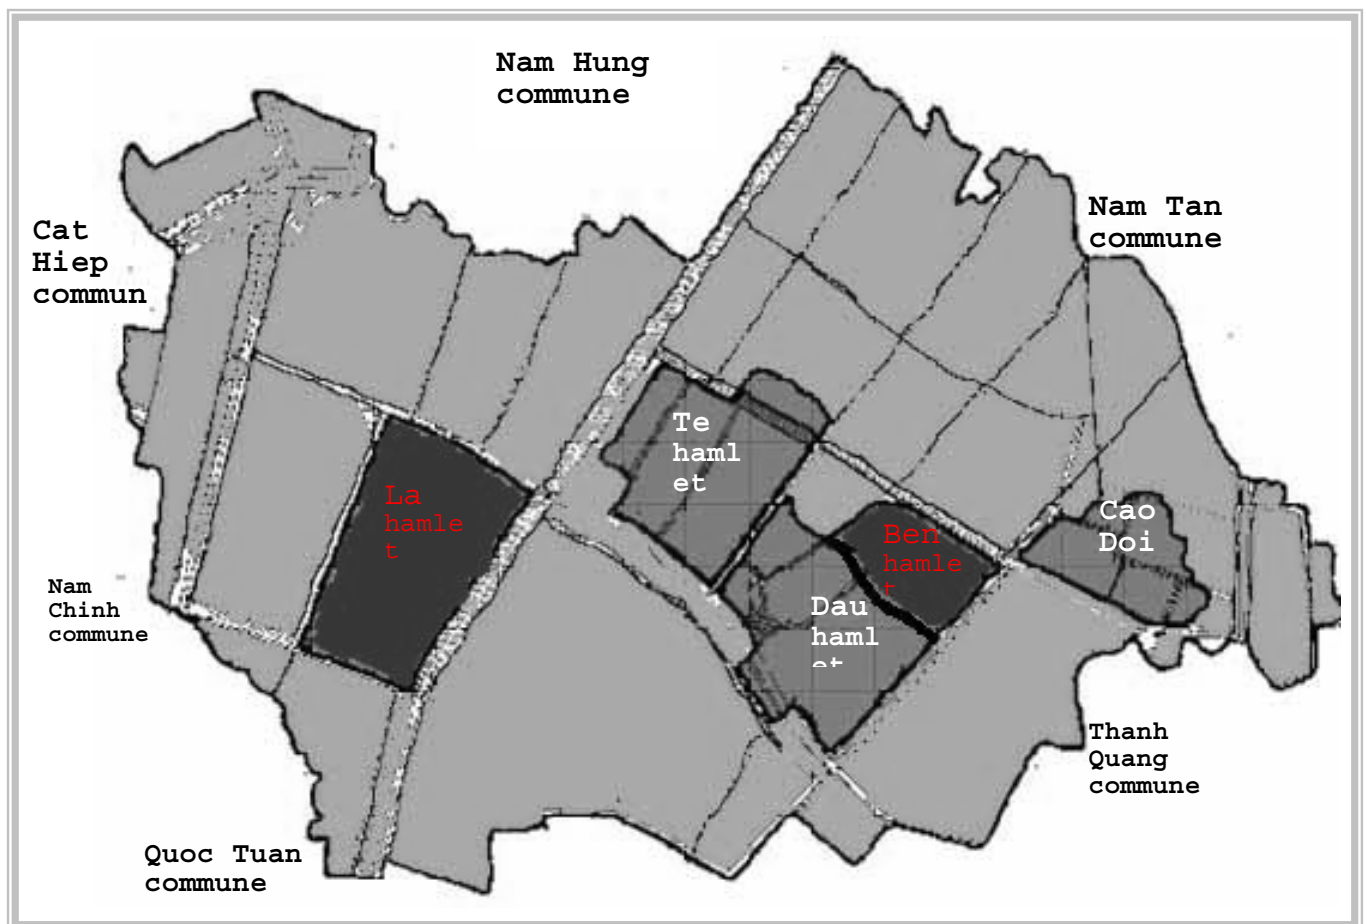 Nam Hung
commune
Nam Tan
commune
Cat
Hiep
commun
Te
haml
et
La
hamle
t
Ben
hamle
t
Cao
Doi
Dau
haml
et
Nam
Chinh
commune
Thanh
Quang
commune
Quoc Tuan
commune